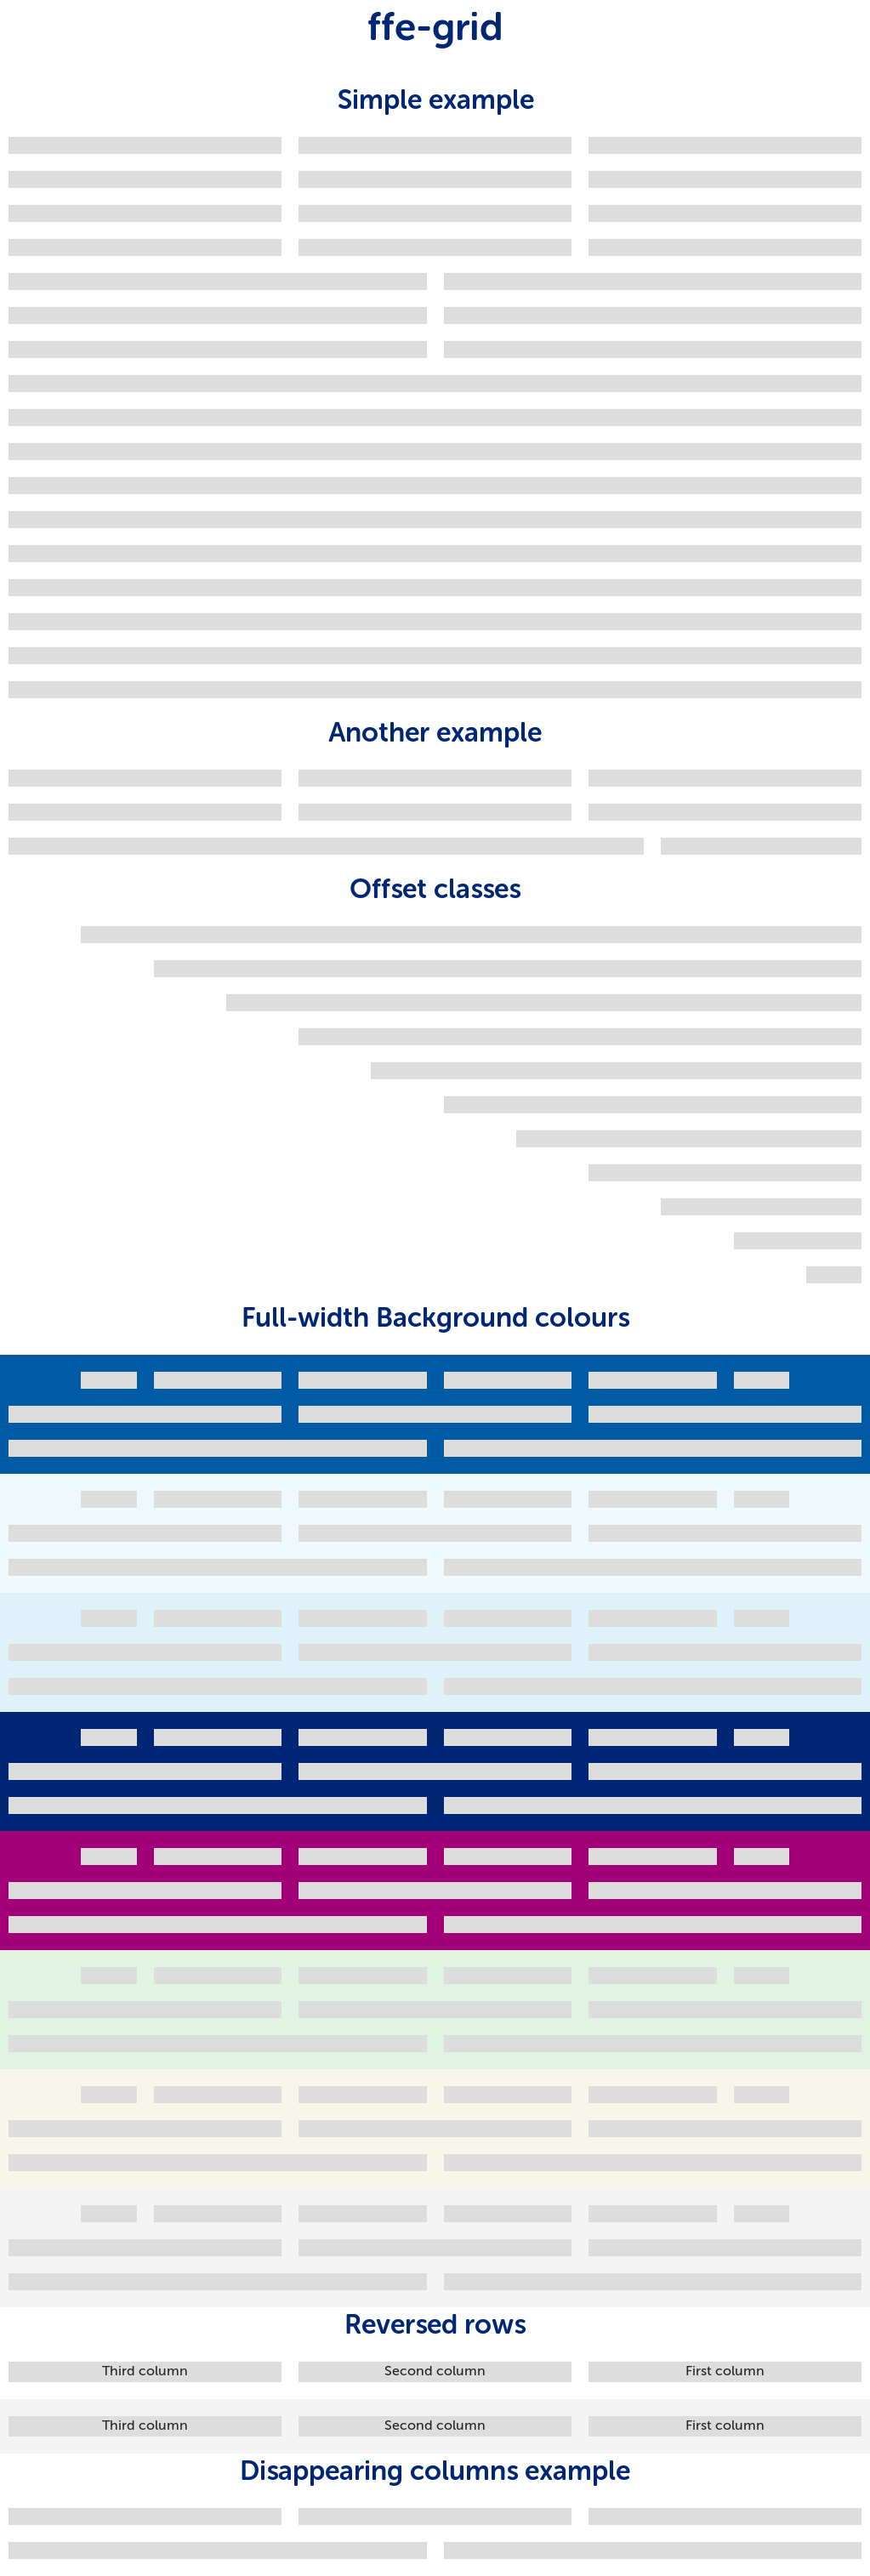 ffe-grid
Simple example
Another example
Offset classes
Full-width Background colours
Reversed rows
Third column Second column First column
Third column Second column First column
Disappearing columns example